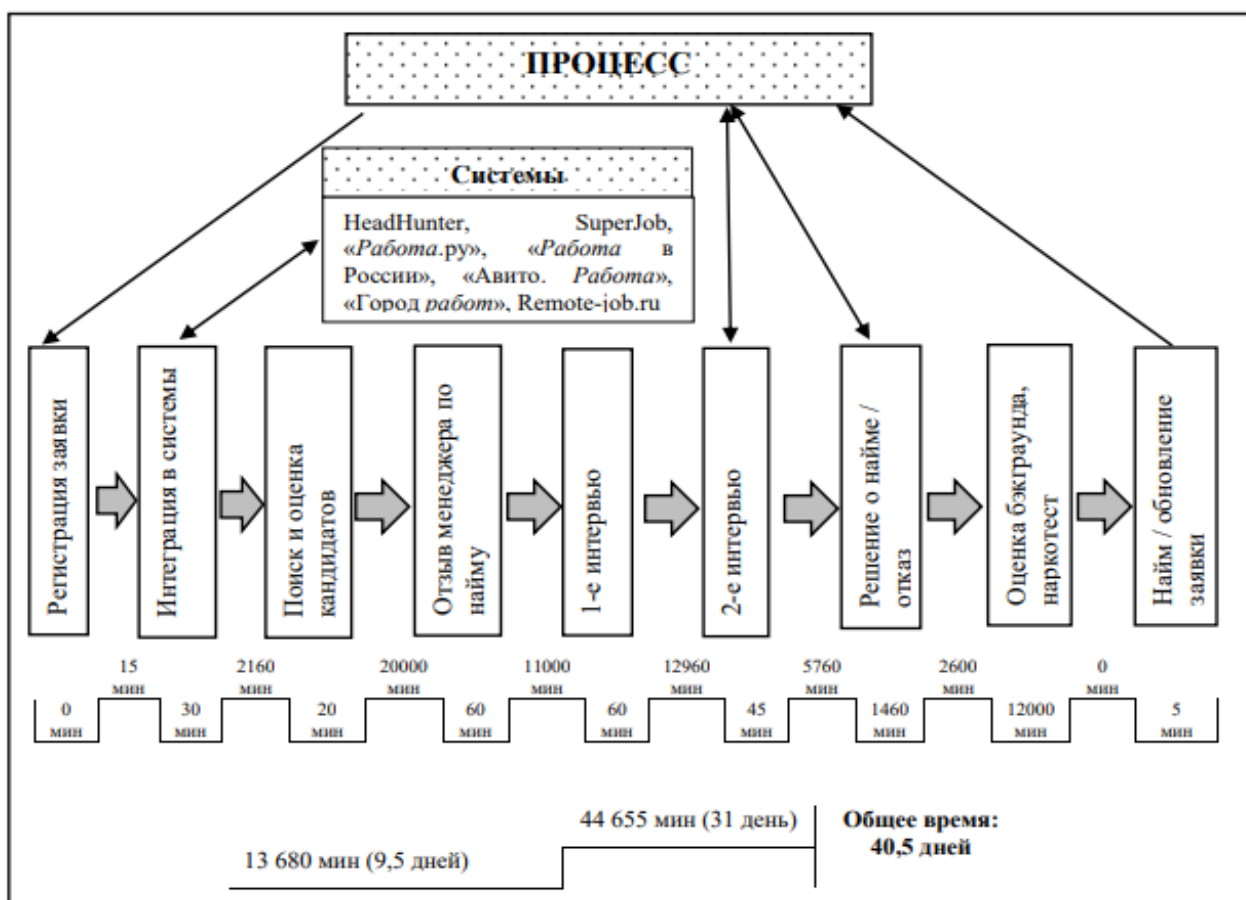 ПРОЦЕСС
Системы
HeadHunter, SuperJob,
«Работа.ру», «Работа в
России», «Авито. Работа»,
«Город работ», Remote-job.ru
Регистрация заявки
Интеграция в системы
Поиск и оценка
кандидатов
Отзыв менеджера по
найму
1-е интервью
2-е интервью
Решение о найме /
отказ
Оценка бэкграунда,
наркотест
Найм / обновление
заявки
15 2160 20000 11000 12960 5760 2600 0
мин мин мин мин мин мин мин мин
0 30 20 60 60 45 1460 12000 5
мин мин мин мин мин мин мин мин мин
44 655 мин (31 день)
Общее время:
40,5 дней
13 680 мин (9,5 дней)